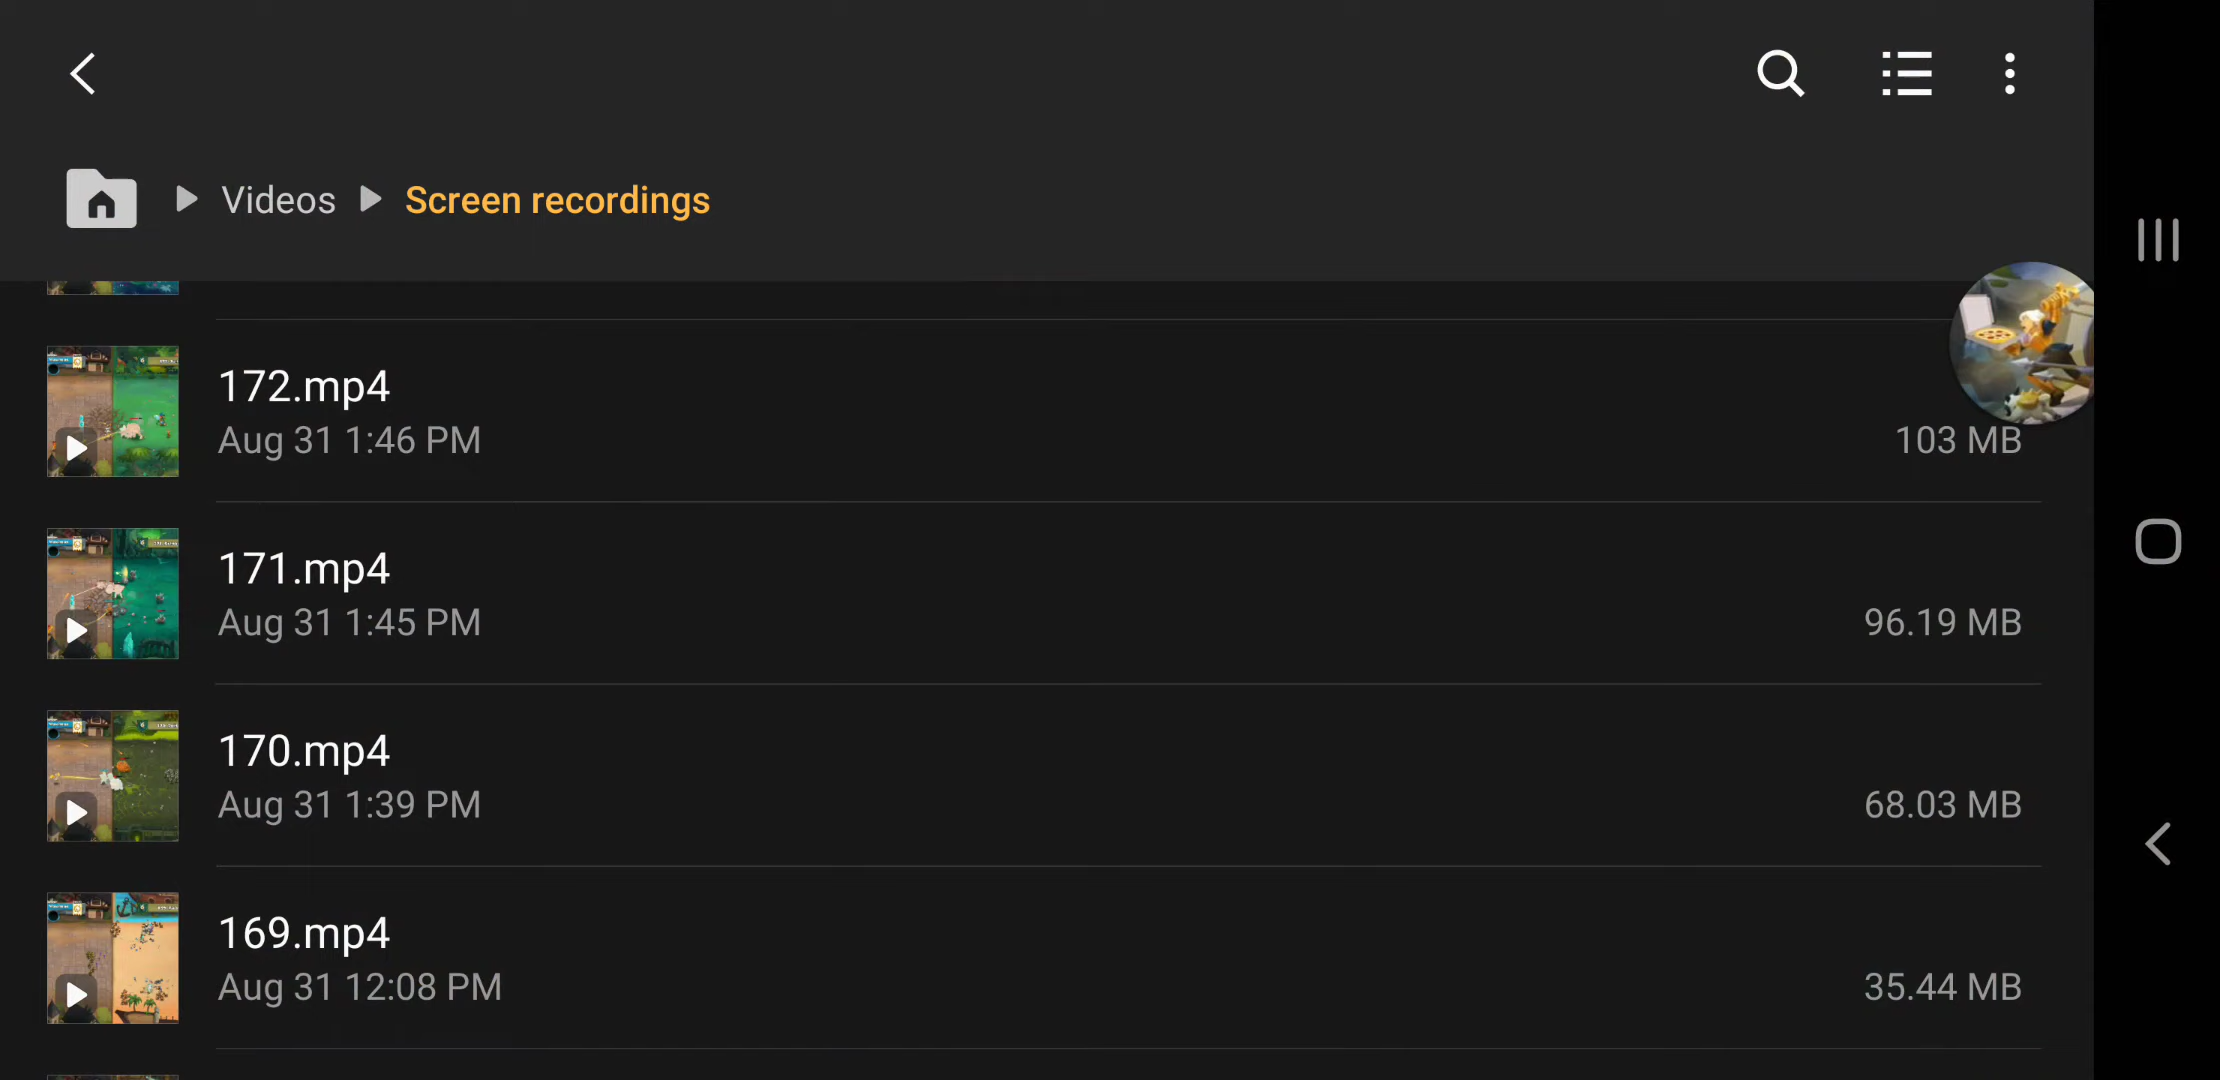 Videos
Screen recordings
172.mp4
Aug 31 1:46 PM
103 MB
171.mp4
Aug 31 1:45 PM
96.19 MB
170.mp4
Aug 31 1:39 PM
68.03 MB
169.mp4
Aug 31 12:08 PM
35.44 MB